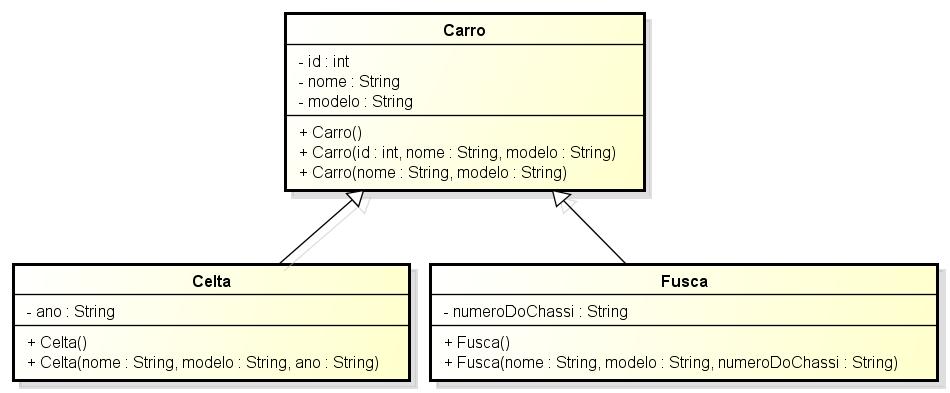 Carro
- id : int
- nome : String
- modelo : String
+ Carro()
+ Carro(id : int, nome : String, modelo : String)
+ Carro(nome : String, modelo : String)
Celta
- ano : String
+ Celta()
+ Celta(nome : String, modelo : String, ano : String)
Fusca
- numeroDoChassi : String
+ Fusca()
+ Fusca(nome : String, modelo : String, numeroDoChassi : String)